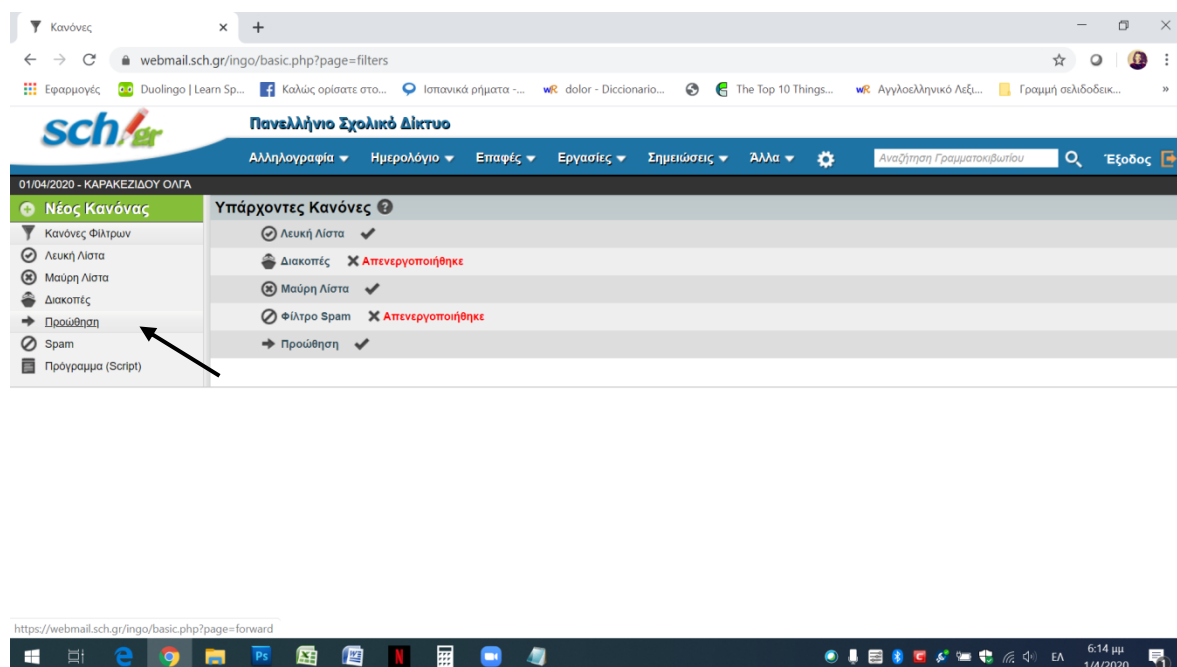 Κανόνες
webmail.sch.gr/ingo/basic.php?page=filters
Εφαρμογές Duolingo | Learn Sp... Καλώς ορίσατε στο... Ισπανικά ρήματα -... dolor - Diccionario... The Top 10 Things... Αγγλοελληνικό Λεξι... Γραμμή σελιδοδεικ... »
sch.gr
Πανελλήνιο Σχολικό Δίκτυο
Αλληλογραφία Ημερολόγιο Επαφές Εργασίες Σημειώσεις Άλλα Αναζήτηση Γραμματοκιβωτίου Έξοδος
01/04/2020 - ΚΑΡΑΚΕΖΙΔΟΥ ΟΛΓΑ
Νέος Κανόνας
Κανόνες Φίλτρων
Λευκή Λίστα
Μαύρη Λίστα
Διακοπές
Προώθηση
Spam
Πρόγραμμα (Script)
Υπάρχοντες Κανόνες
Λευκή Λίστα
Διακοπές Απενεργοποιήθηκε
Μαύρη Λίστα
Φίλτρο Spam Απενεργοποιήθηκε
Προώθηση
https://webmail.sch.gr/ingo/basic.php?page=forward
ΕΛ
6:14 μμ
1/4/2020